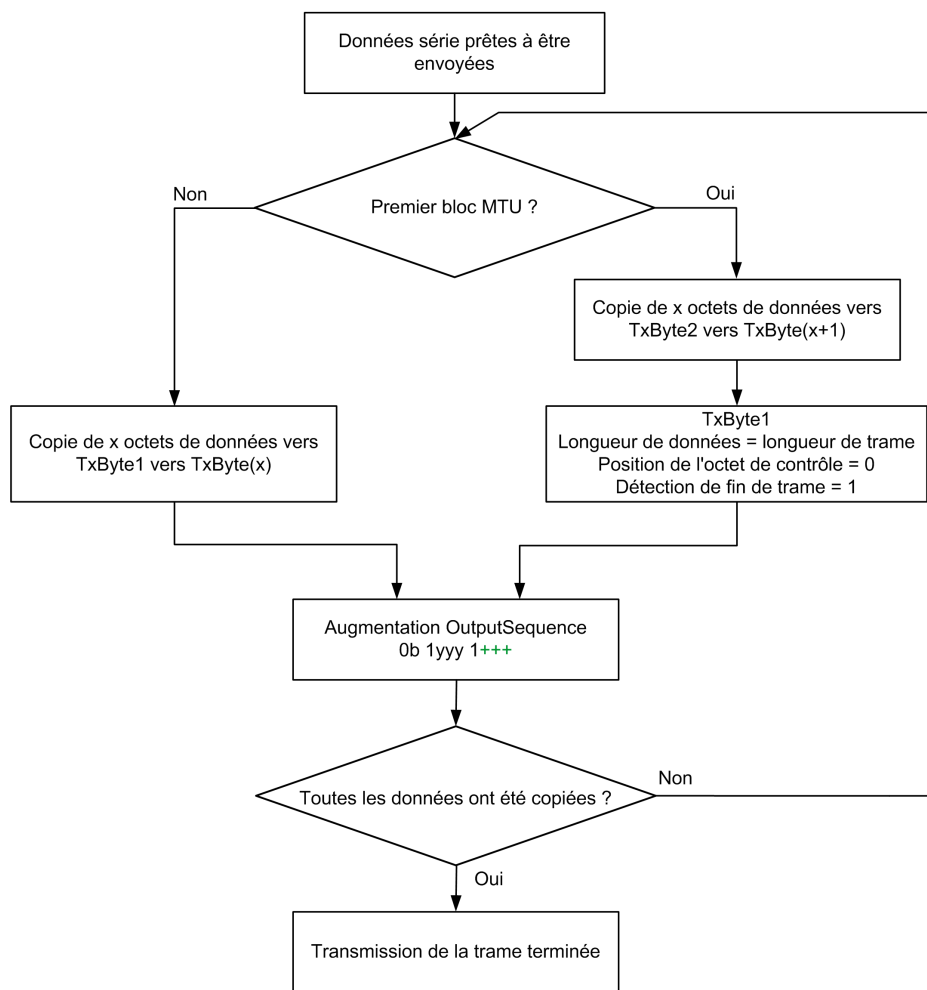 Données série prêtes à être
envoyées
Premier bloc MTU ?
Non
Oui
Copie de x octets de données vers
TxByte2 vers TxByte(x+1)
Copie de x octets de données vers
TxByte1 vers TxByte(x)
TxByte1
Longueur de données = longueur de trame
Position de l'octet de contrôle = 0
Détection de fin de trame = 1
Augmentation OutputSequence
0b 1yyy 1+++
Toutes les données ont été copiées ?
Non
Oui
Transmission de la trame terminée